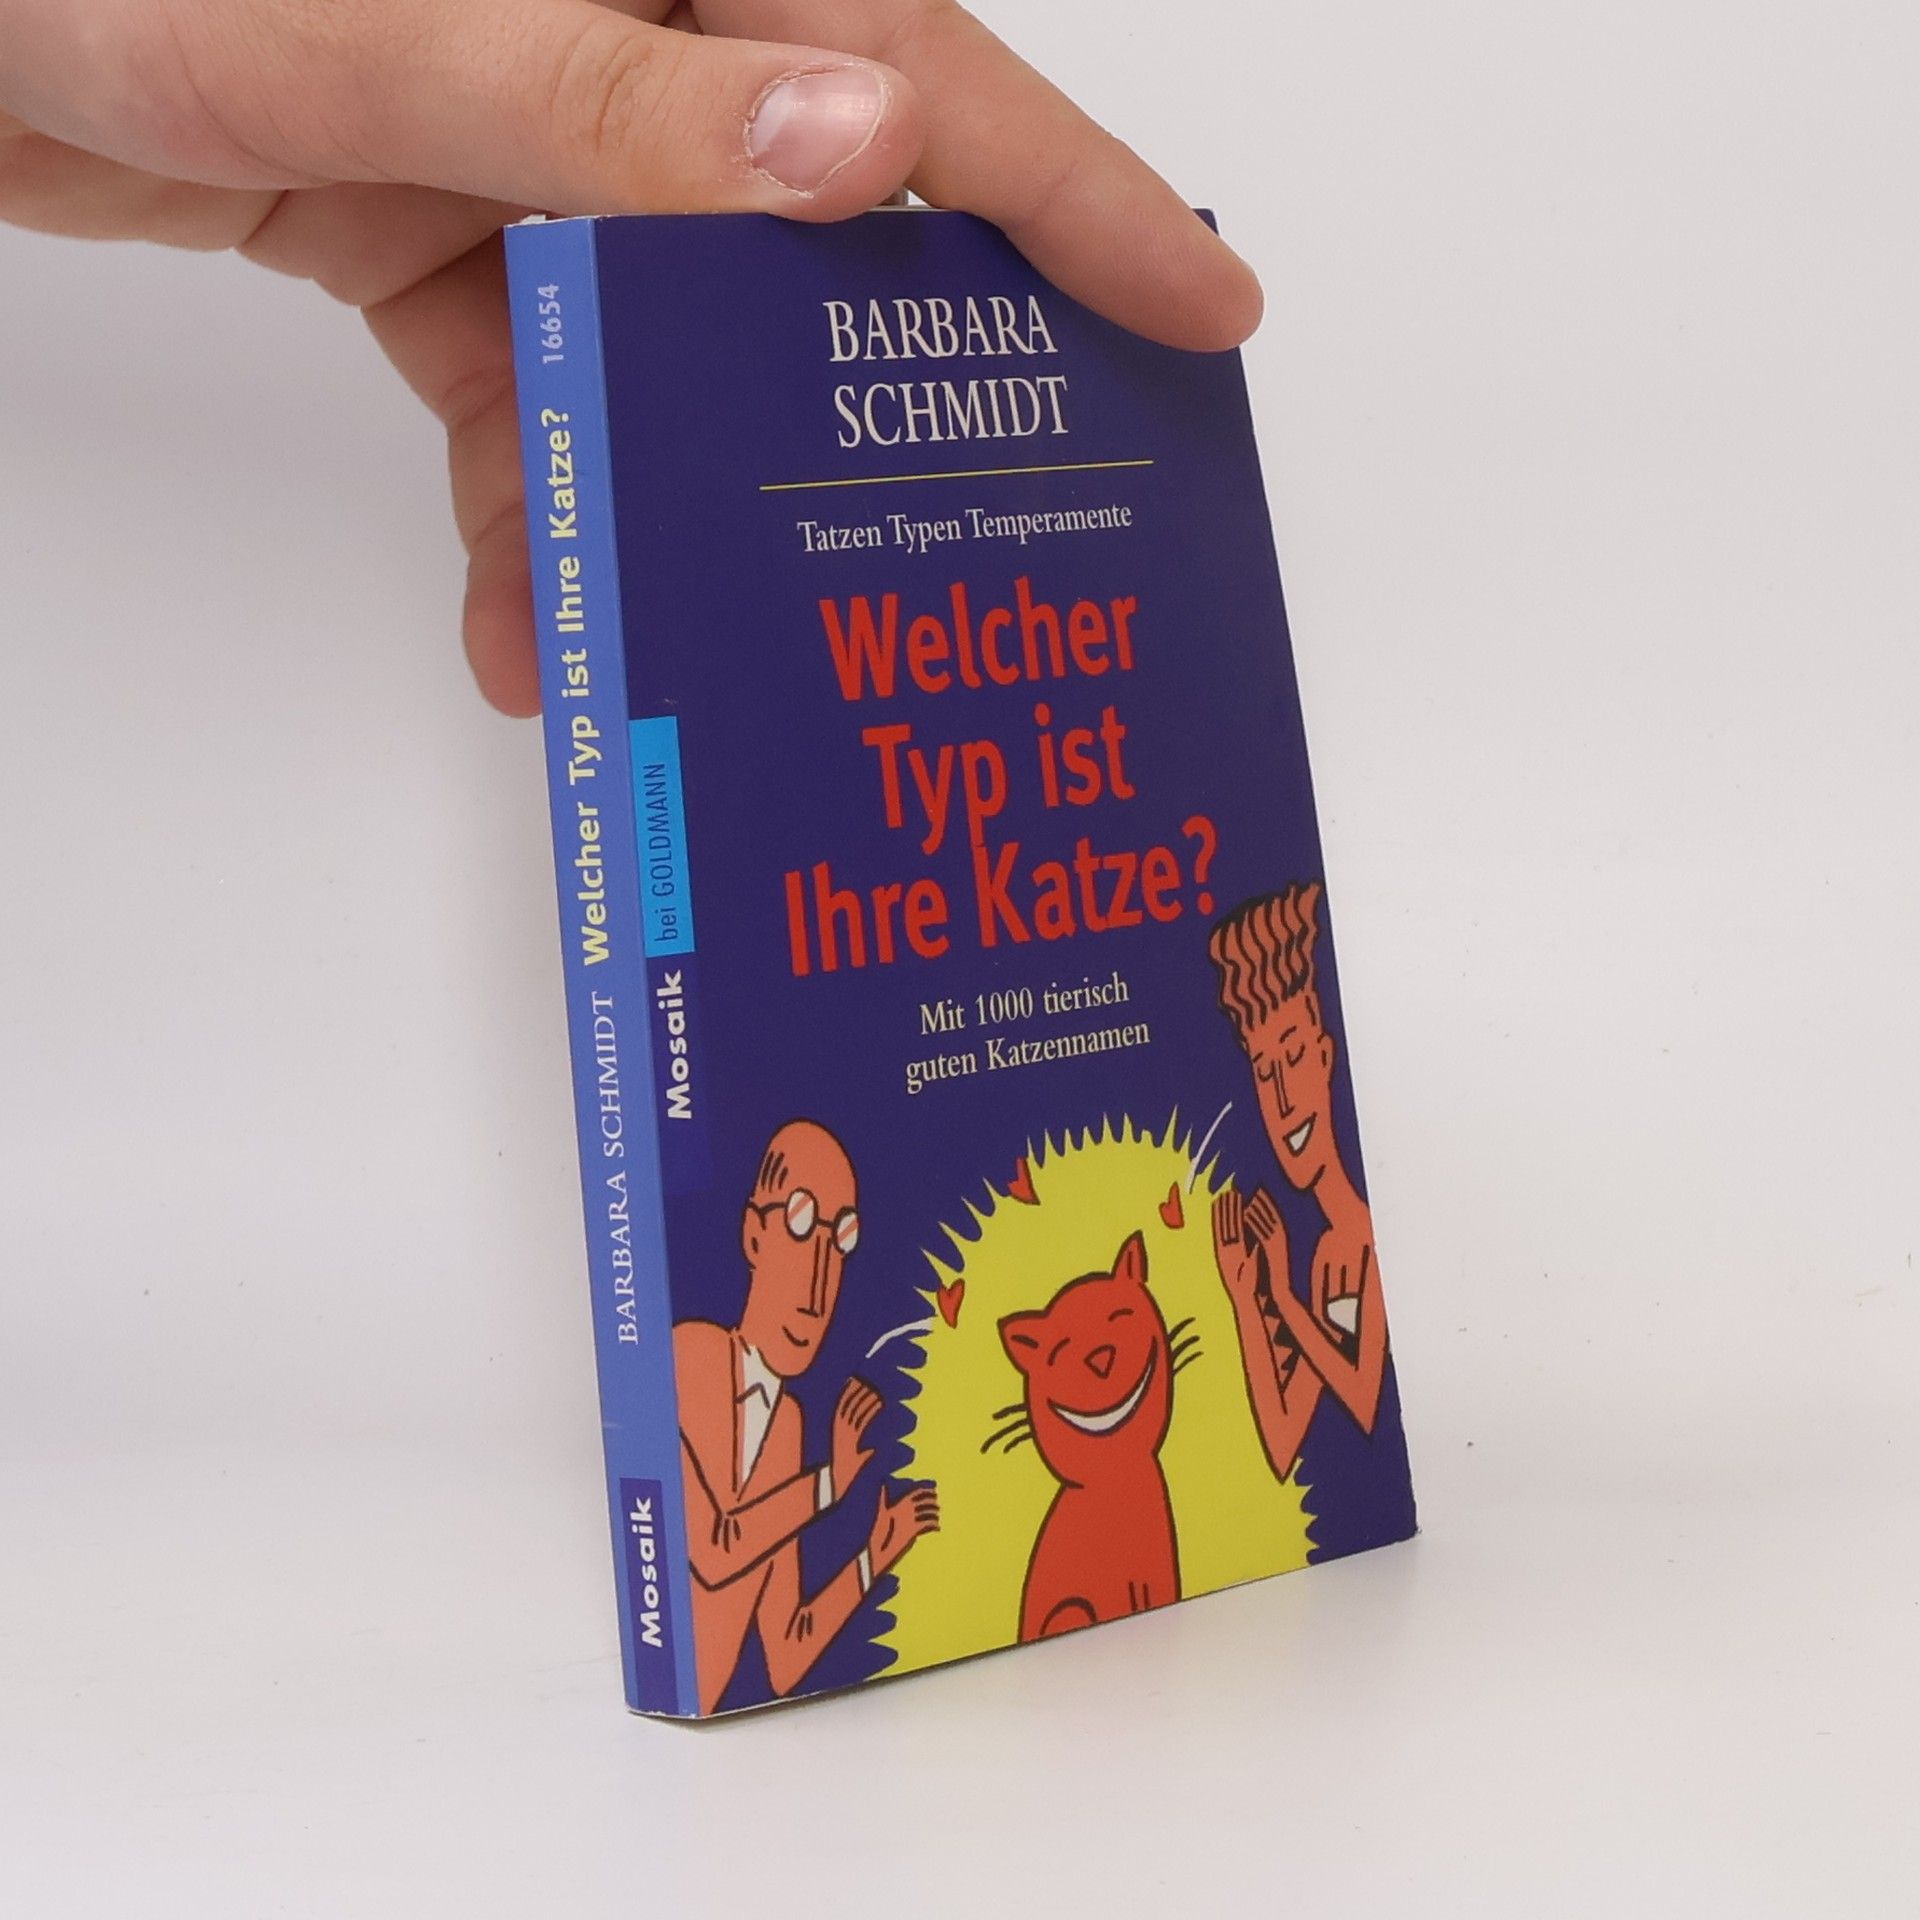 BARBARA
SCHMIDT
Tatzen Typen Temperamente
Welcher
Typ ist
Ihre Katze?
Mit 1000 tierisch
guten Katzennamen
Mosaik bei GOLDMANN
BARBARA SCHMIDT Welcher Typ ist Ihre Katze? 16654
Mosaik